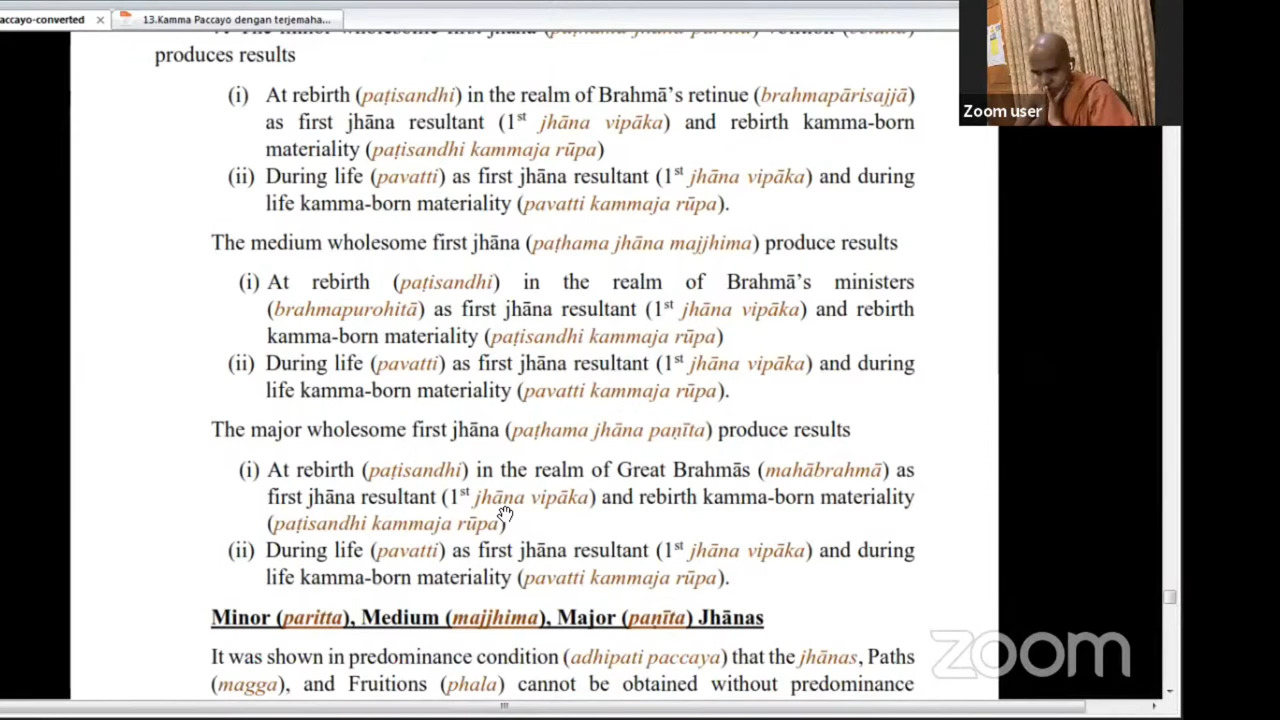 accayo-converted
13.Kamma Paccayo dengan terjemaha...
produces results
(i) At rebirth (paṭisandhi) in the realm of Brahmā's retinue (brahmapārisajjā)
as first jhāna resultant (1st jhāna vipāka) and rebirth kamma-born
materiality (paṭisandhi kammaja rūpa)
(ii) During life (pavatti) as first jhāna resultant (1st jhāna vipāka) and during
life kamma-born materiality (pavatti kammaja rūpa).
The medium wholesome first jhāna (paṭhama jhāna majjhima) produce results
(i) At rebirth (paṭisandhi) in the realm of Brahmā's ministers
(brahmapurohitā) as first jhāna resultant (1st jhāna vipāka) and rebirth
kamma-born materiality (paṭisandhi kammaja rūpa)
(ii) During life (pavatti) as first jhāna resultant (1st jhāna vipāka) and during
life kamma-born materiality (pavatti kammaja rūpa).
The major wholesome first jhāna (paṭhama jhāna paṇīta) produce results
(i) At rebirth (paṭisandhi) in the realm of Great Brahmās (mahābrahmā) as
first jhāna resultant (1st jhāna vipāka) and rebirth kamma-born materiality
(paṭisandhi kammaja rūpa)
(ii) During life (pavatti) as first jhāna resultant (1st jhāna vipāka) and during
life kamma-born materiality (pavatti kammaja rūpa).
Minor (paritta), Medium (majjhima), Major (paṇīta) Jhānas
It was shown in predominance condition (adhipati paccaya) that the jhānas, Paths
(magga), and Fruitions (phala) cannot be obtained without predominance
Zoom user
zoom